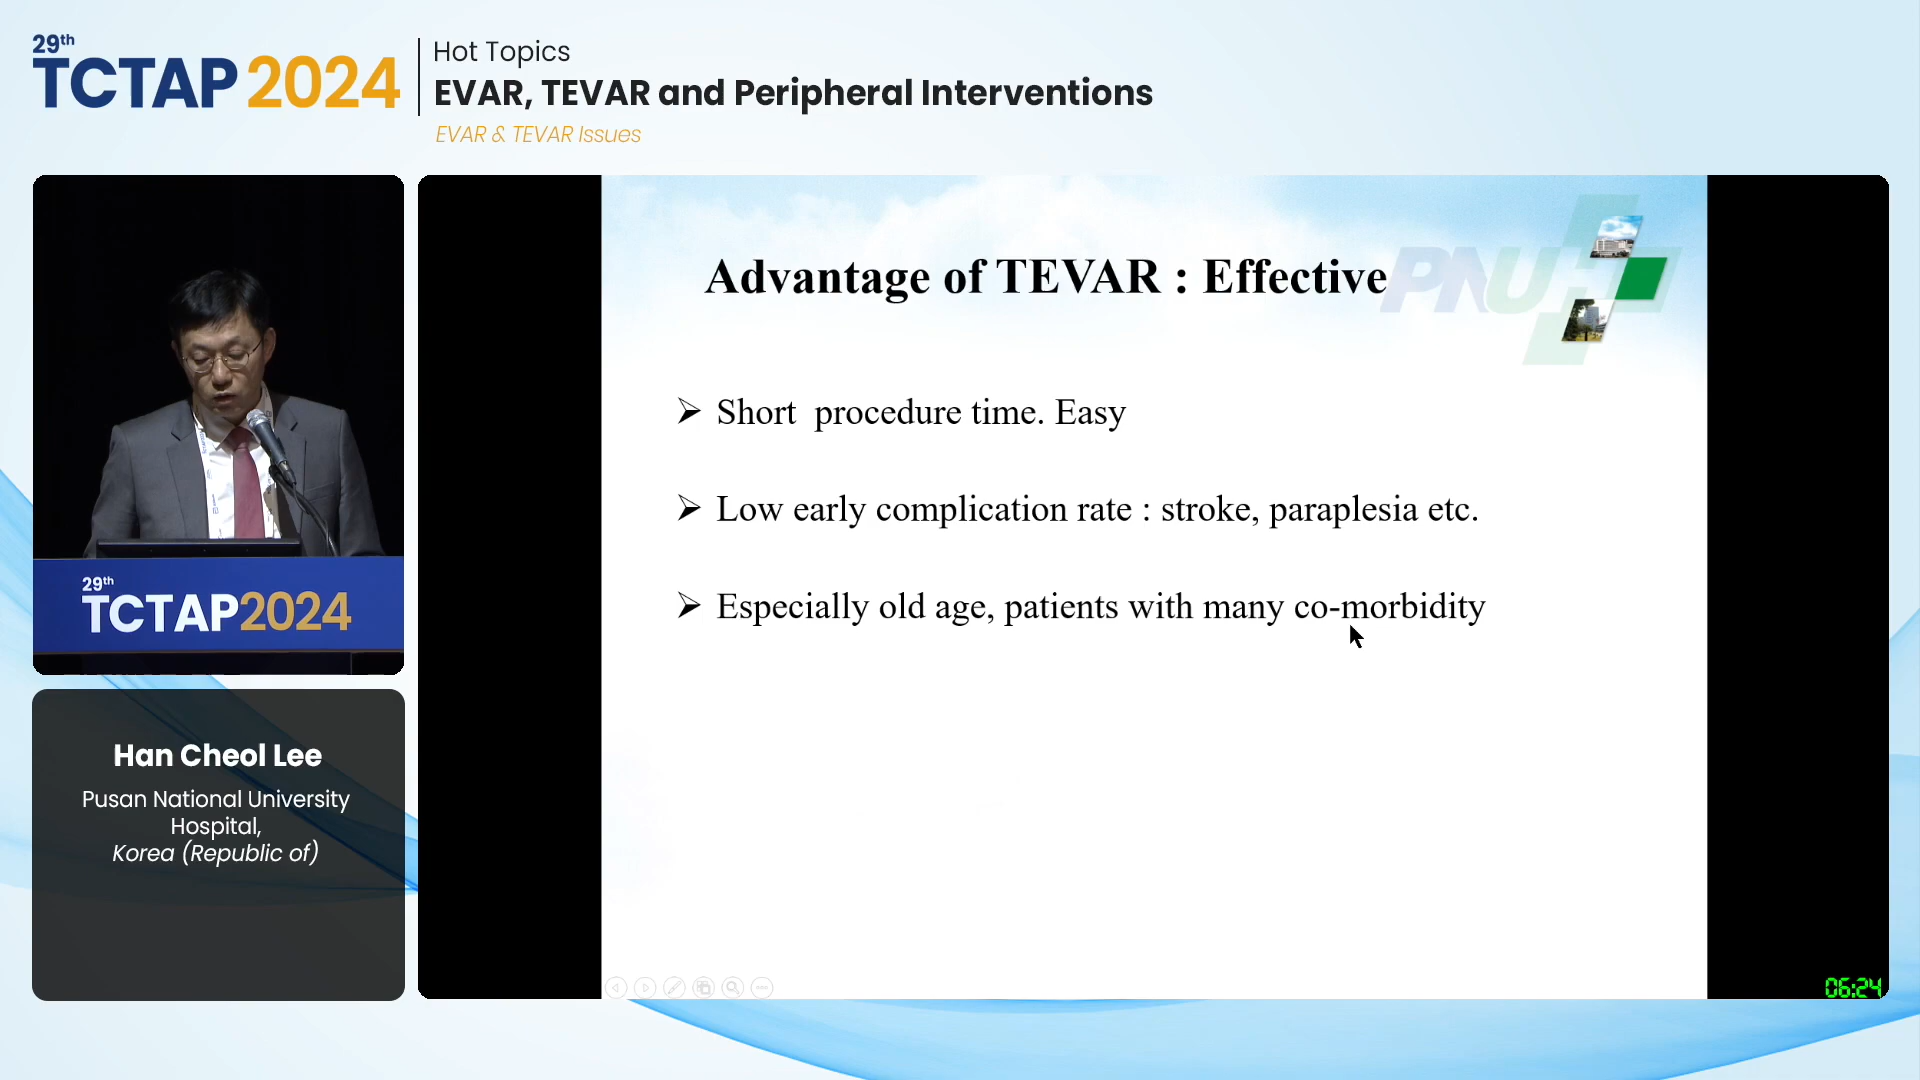 29th
TCTAP 2024
Hot Topics
EVAR, TEVAR and Peripheral Interventions
EVAR & TEVAR Issues
Advantage of TEVAR : Effective
PNUH
➢ Short procedure time. Easy
➢ Low early complication rate : stroke, paraplesia etc.
➢ Especially old age, patients with many co-morbidity
29th
TCTAP2024
Han Cheol Lee
Pusan National University
Hospital,
Korea (Republic of)
06:24